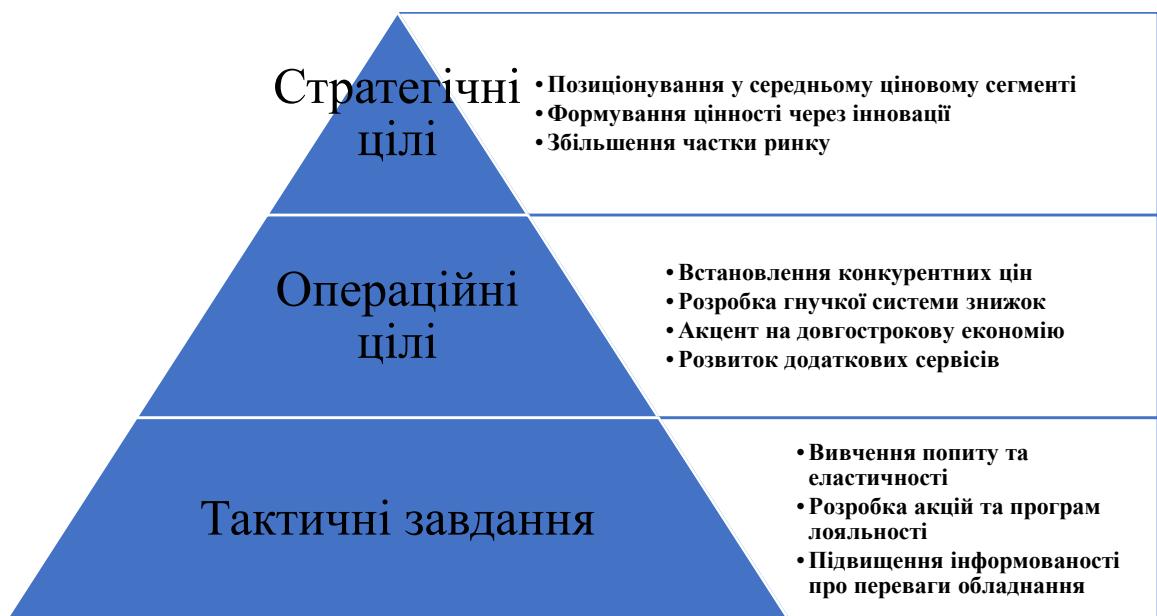 Стратегічні
цілі
• Позиціонування у середньому ціновому сегменті
• Формування цінності через інновації
• Збільшення частки ринку
Операційні
цілі
• Встановлення конкурентних цін
• Розробка гнучкої системи знижок
• Акцент на довгострокову економію
• Розвиток додаткових сервісів
Тактичні завдання
• Вивчення попиту та
еластичності
• Розробка акцій та програм
лояльності
• Підвищення інформованості
про переваги обладнання